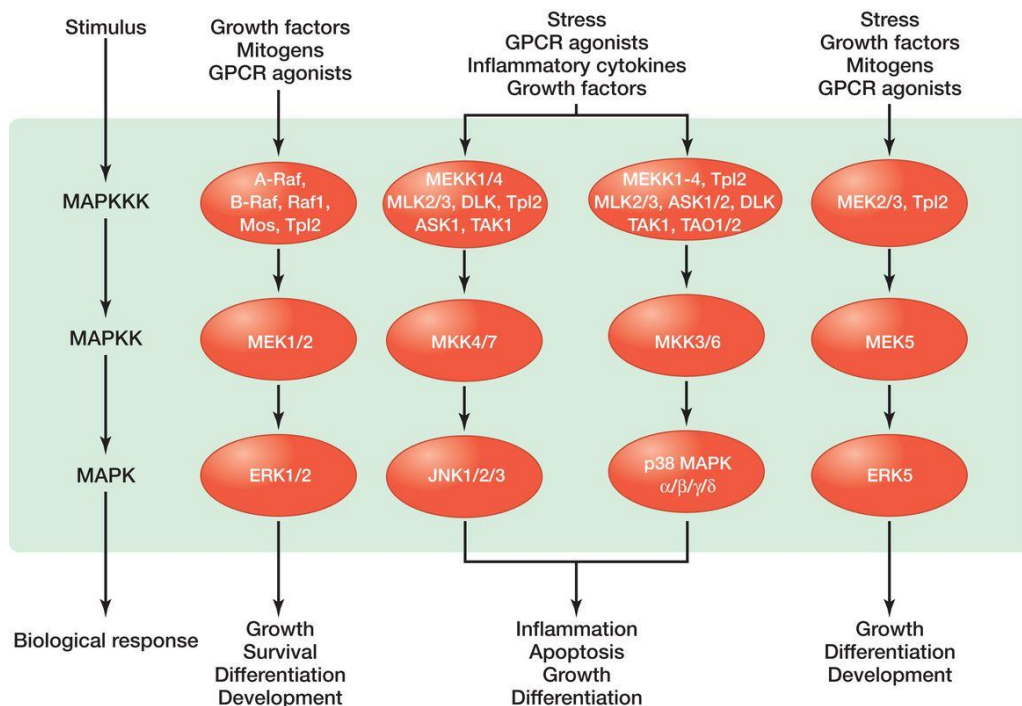 Stimulus
Growth factors
Mitogens
GPCR agonists
Stress
GPCR agonists
Inflammatory cytokines
Growth factors
Stress
Growth factors
Mitogens
GPCR agonists
MAPKKK
A-Raf,
B-Raf, Raf1,
Mos, Tpl2
MEKK1/4
MLK2/3, DLK, Tpl2
ASK1, TAK1
MEKK1-4, Tpl2
MLK2/3, ASK1/2, DLK
TAK1, TAO1/2
MEK2/3, Tpl2
MAPKK
MEK1/2
MKK4/7
MKK3/6
MEK5
MAPK
ERK1/2
JNK1/2/3
p38 MAPK
α/β/γ/δ
ERK5
Biological response
Growth
Survival
Differentiation
Development
Inflammation
Apoptosis
Growth
Differentiation
Growth
Differentiation
Development